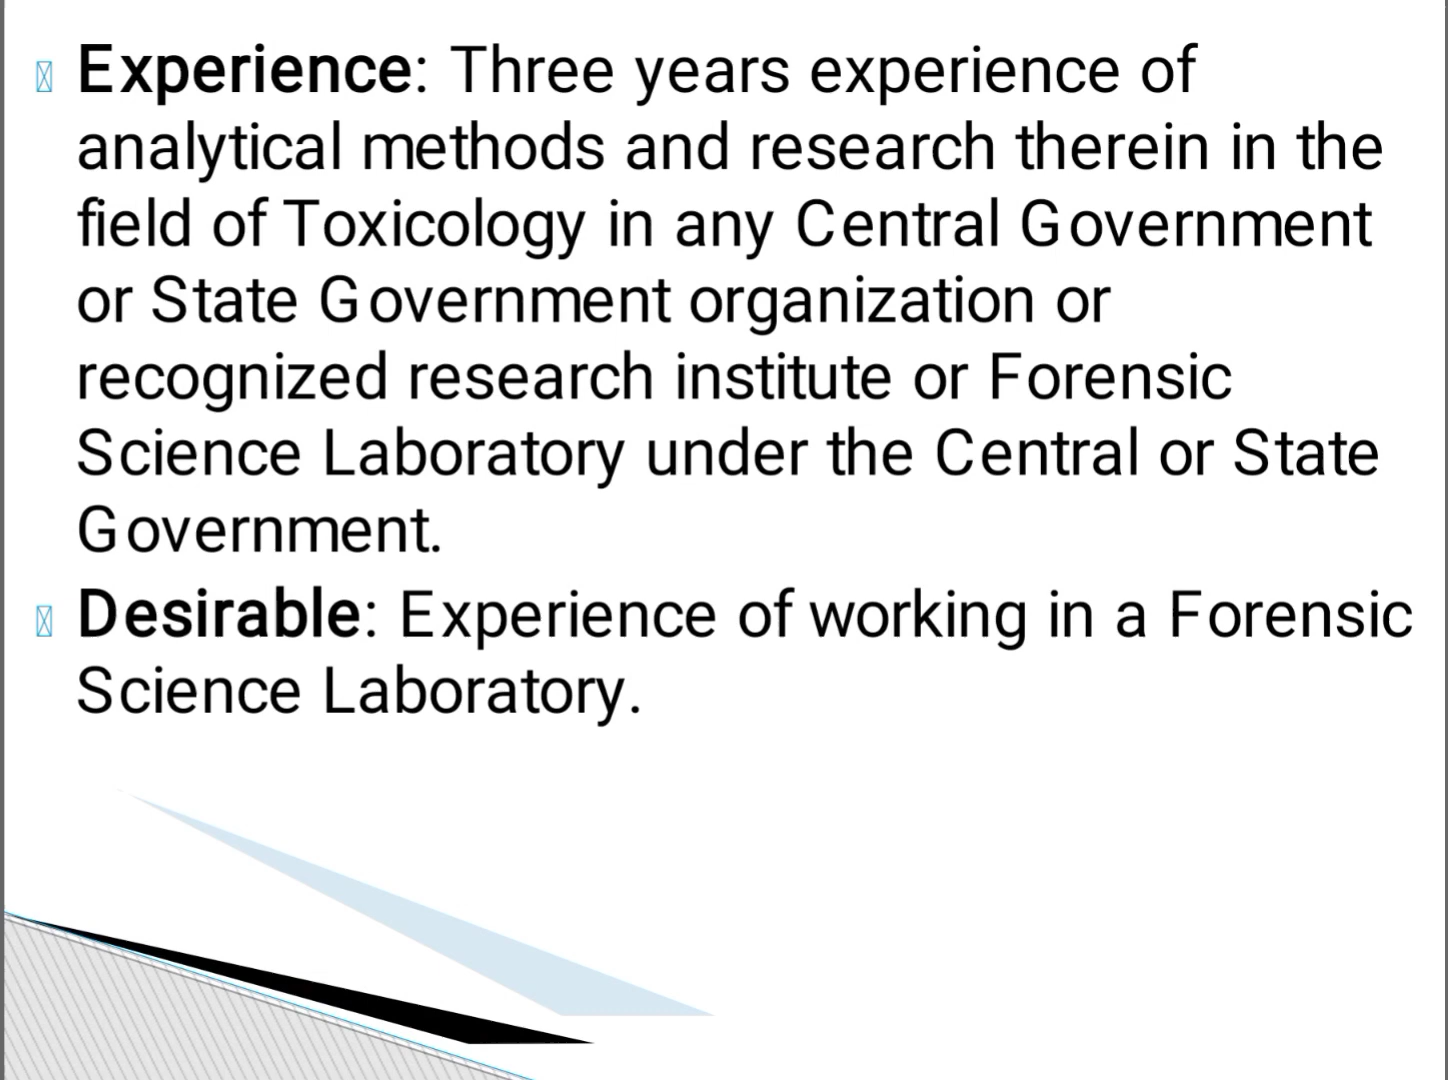 Experience: Three years experience of
analytical methods and research therein in the
field of Toxicology in any Central Government
or State Government organization or
recognized research institute or Forensic
Science Laboratory under the Central or State
Government.
Desirable: Experience of working in a Forensic
Science Laboratory.